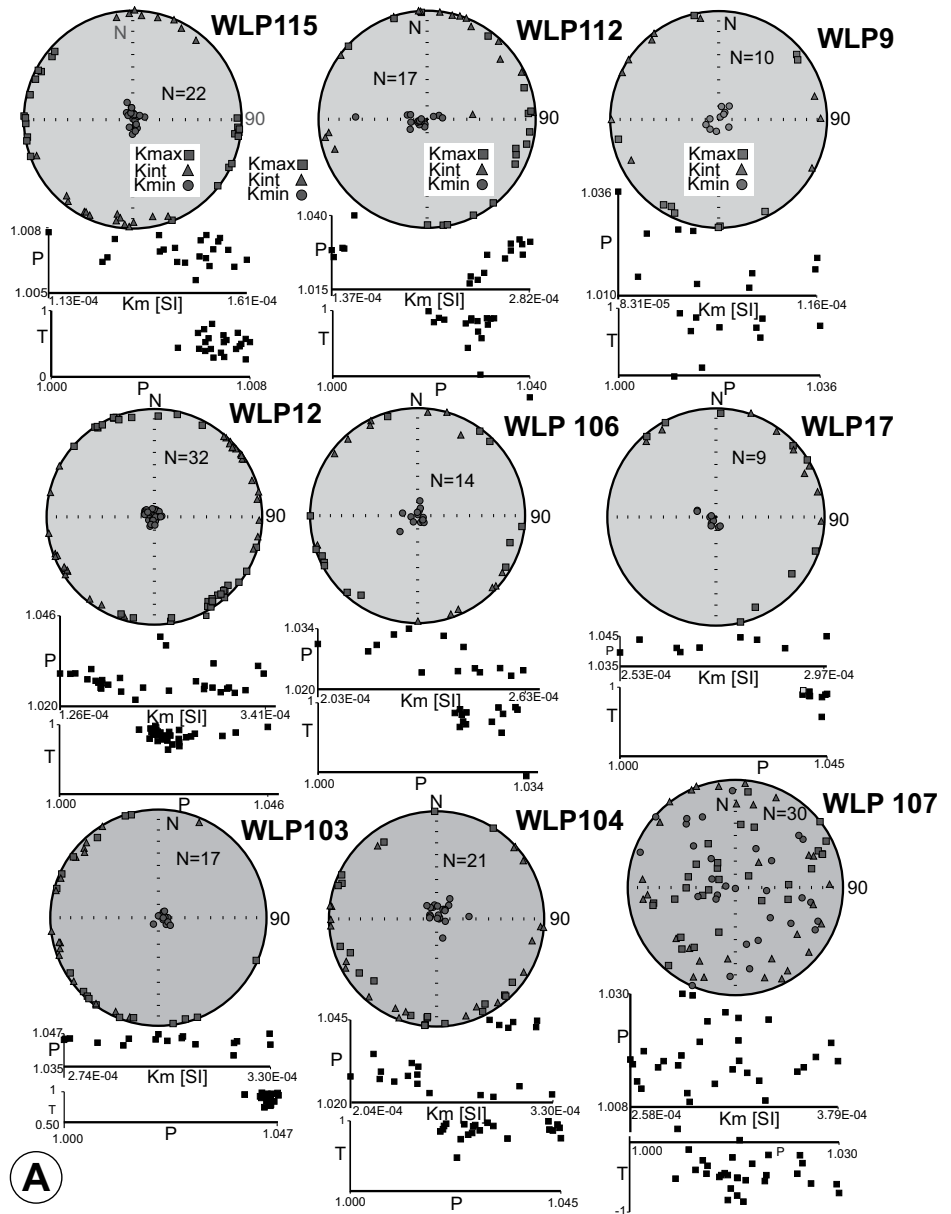 WLP115
N
N=22
90
Kmax
Kint
Kmin
Kmax
Kint
Kmin
1.008
P
1.005
1.13E-04
Km [SI]
1.61E-04
1
T
0
1.000
P
1.008
WLP112
N
N=17
90
Kmax
Kint
Kmin
1.040
P
1.015
1.37E-04
Km [SI]
2.82E-04
1
T
1.000
P
1.040
WLP9
N
N=10
90
Kmax
Kint
Kmin
1.036
P
1.010
8.31E-05
Km [SI]
1.16E-04
1
T
1.000
P
1.036
WLP12
N
N=32
90
1.046
P
1.020
1.26E-04
Km [SI]
3.41E-04
1
T
1.000
P
1.046
WLP 106
N
N=14
90
1.034
P
1.020
2.03E-04
Km [SI]
2.63E-04
1
T
1.000
P
1.034
WLP17
N
N=9
90
1.045
P
1.035
2.53E-04
Km [SI]
2.97E-04
1
T
1.000
P
1.045
WLP103
N
N=17
90
1.047
P
1.035
2.74E-04
Km [SI]
3.30E-04
1
T
0.50
1.000
P
1.047
WLP104
N
N=21
90
1.045
P
1.020
2.04E-04
Km [SI]
3.30E-04
1
T
1.000
P
1.045
WLP 107
N
N=30
90
1.030
P
1.008
2.58E-04
Km [SI]
3.79E-04
1.000
P
1.030
T
-1
A